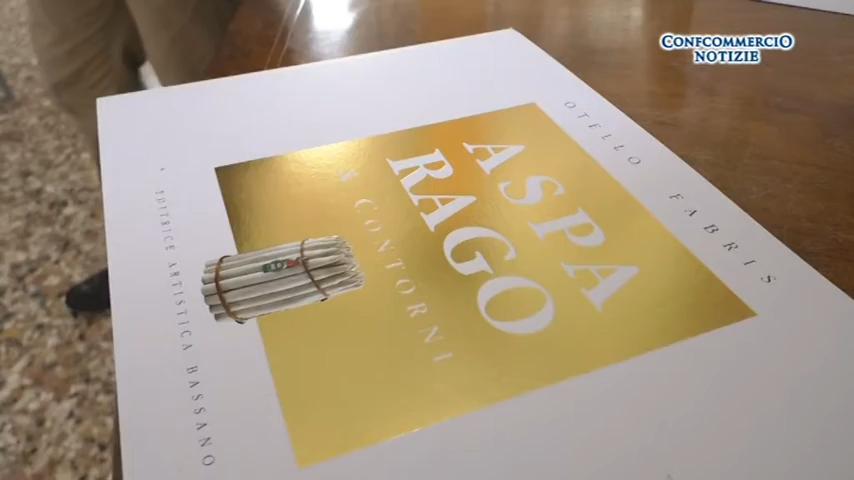 CONFCOMMERCIO
NOTIZIE
OTELLO FABRIS
ASPA
RAGO
& CONTORNI
EDITRICE ARTISTICA BASSANO